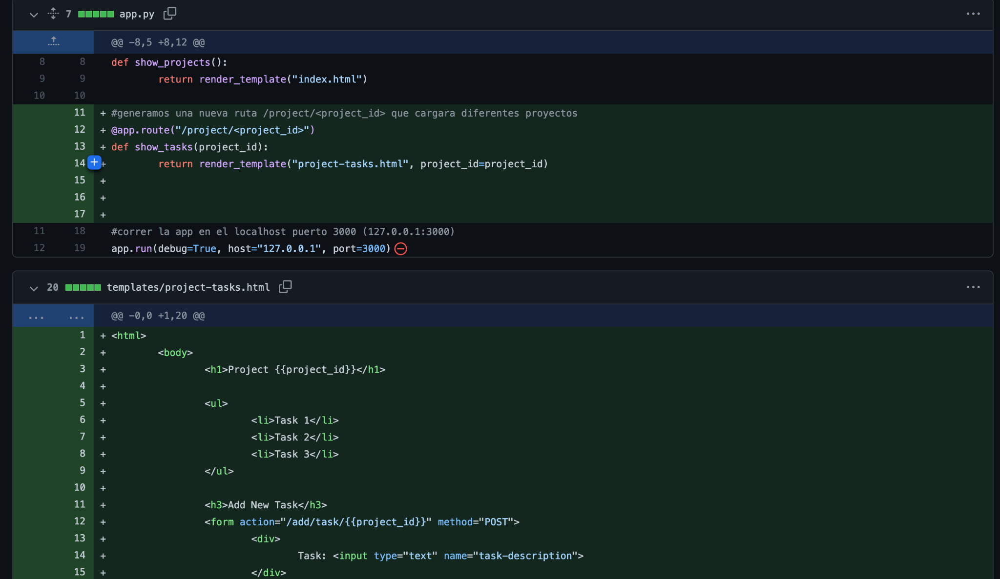 7 app.py
@@ -8,5 +8,12 @@
8 8 def show_projects():
9 9 return render_template("index.html")
10 10
11 + #generamos una nueva ruta /project/<project_id> que cargara diferentes proyectos
12 + @app.route("/project/<project_id>")
13 + def show_tasks(project_id):
14 + return render_template("project-tasks.html", project_id=project_id)
15 +
16 +
17 +
11 18 #correr la app en el localhost puerto 3000 (127.0.0.1:3000)
12 19 app.run(debug=True, host="127.0.0.1", port=3000)
20 templates/project-tasks.html
... ... @@ -0,0 +1,20 @@
1 + <html>
2 + <body>
3 + <h1>Project {{project_id}}</h1>
4 +
5 + <ul>
6 + <li>Task 1</li>
7 + <li>Task 2</li>
8 + <li>Task 3</li>
9 + </ul>
10 +
11 + <h3>Add New Task</h3>
12 + <form action="/add/task/{{project_id}}" method="POST">
13 + <div>
14 + Task: <input type="text" name="task-description">
15 + </div>